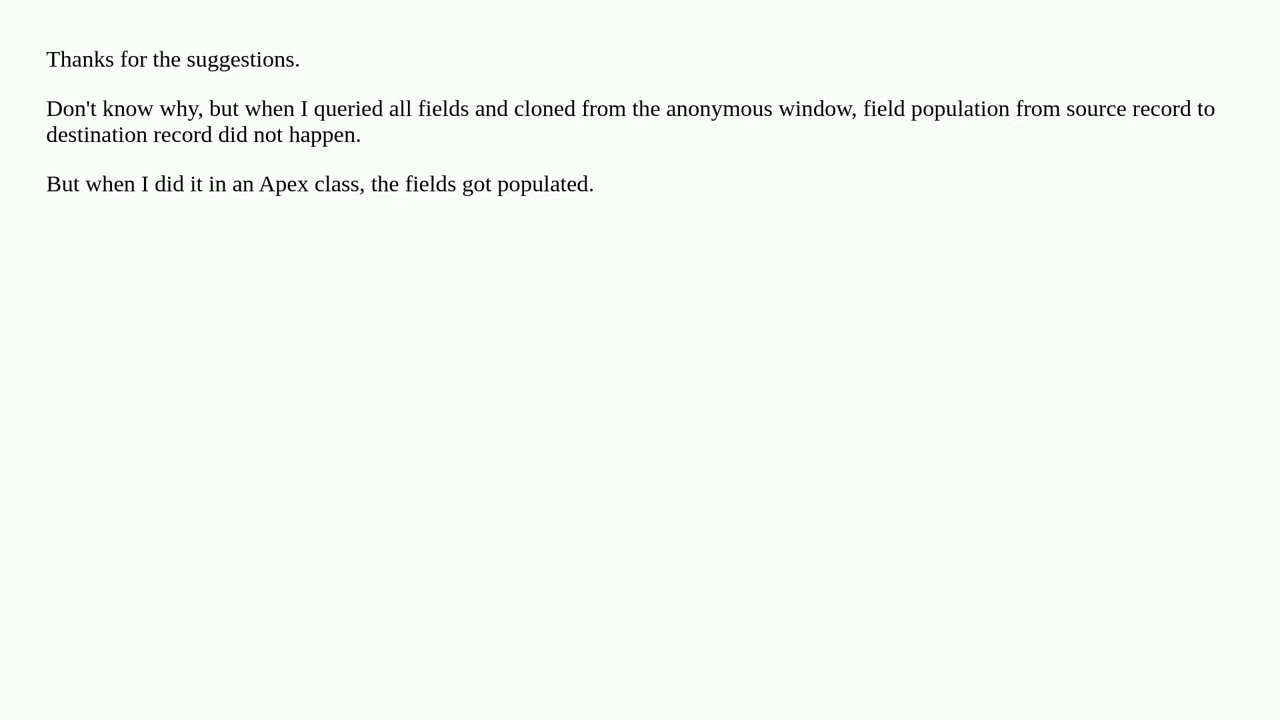 Thanks for the suggestions.
Don't know why, but when I queried all fields and cloned from the anonymous window, field population from source record to
destination record did not happen.
But when I did it in an Apex class, the fields got populated.